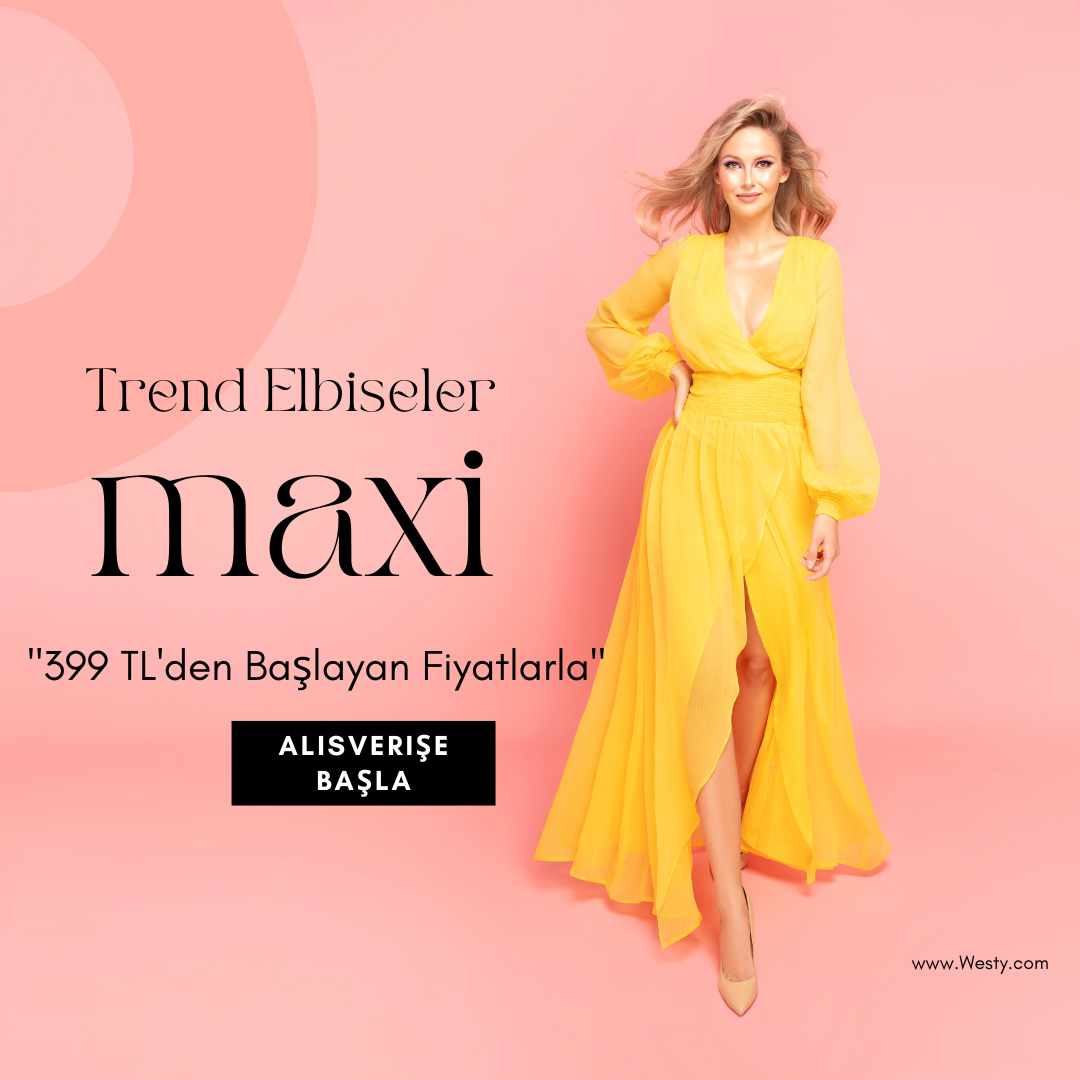 Trend Elbiseler
maxi
"399 TL'den Başlayan Fiyatlarla"
ALISVERIŞE
BAŞLA
www.Westy.com